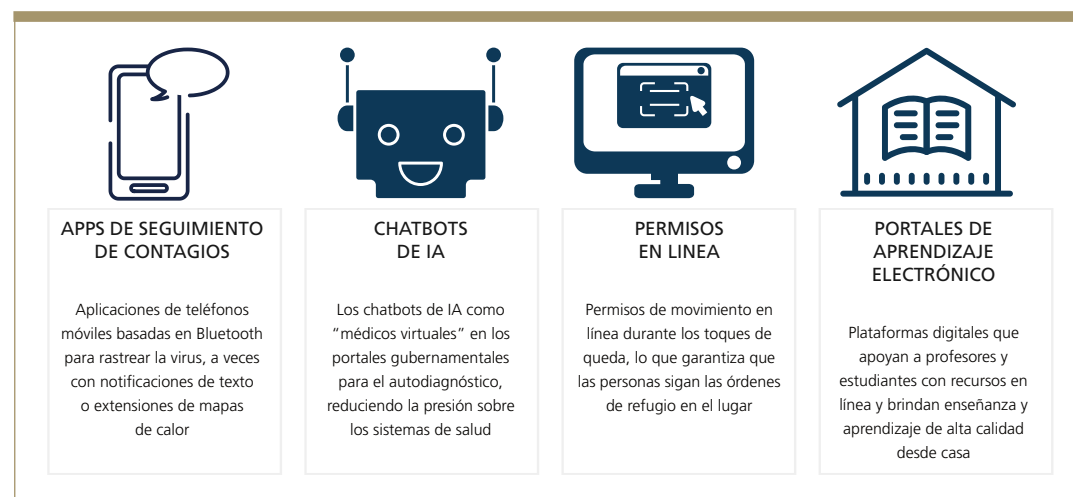 APPS DE SEGUIMIENTO
DE CONTAGIOS
Aplicaciones de teléfonos
móviles basadas en Bluetooth
para rastrear la virus, a veces
con notificaciones de texto
o extensiones de mapas
de calor
CHATBOTS
DE IA
Los chatbots de IA como
“médicos virtuales” en los
portales gubernamentales
para el autodiagnóstico,
reduciendo la presión sobre
los sistemas de salud
PERMISOS
EN LINEA
Permisos de movimiento en
línea durante los toques de
queda, lo que garantiza que
las personas sigan las órdenes
de refugio en el lugar
PORTALES DE
APRENDIZAJE
ELECTRÓNICO
Plataformas digitales que
apoyan a profesores y
estudiantes con recursos en
línea y brindan enseñanza y
aprendizaje de alta calidad
desde casa